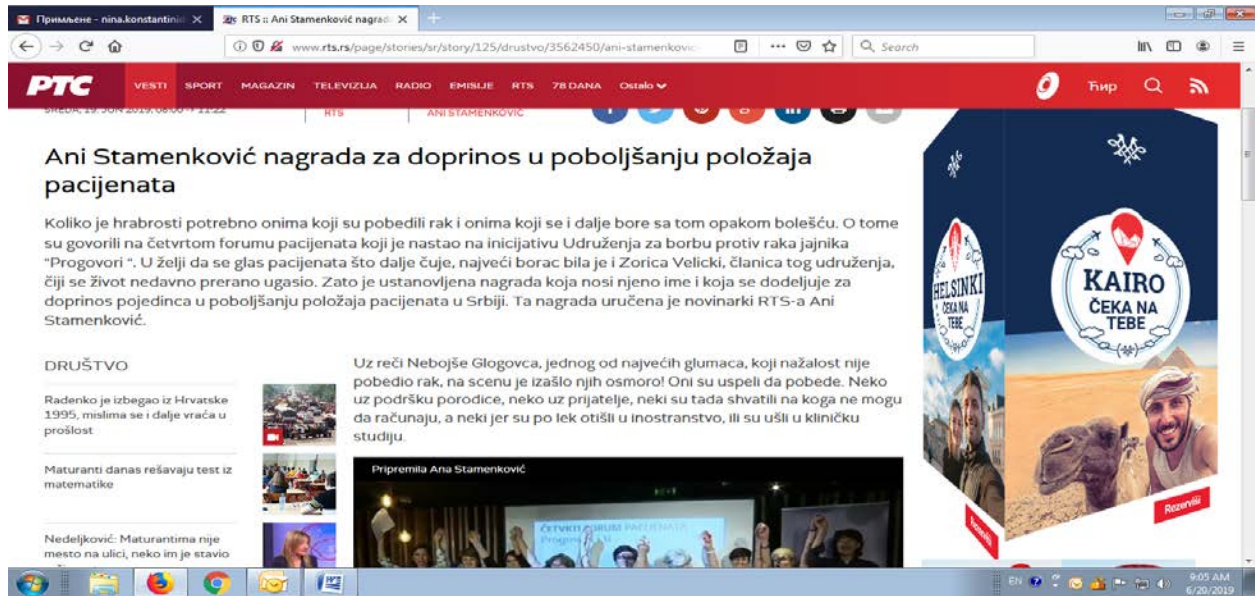 Примљене - nina.konstantini
RTS :: Ani Stamenković nagrad
www.rts.rs/page/stories/sr/story/125/drustvo/3562450/ani-stamenkovic-
Search
РТС VESTI SPORT MAGAZIN TELEVIZIJA RADIO EMISIJE RTS 78 DANA Ostalo Ћир
SREDA, 19. JUN 2019, 08:00 -> 11:22
RTS
ANI STAMENKOVIĆ
Ani Stamenković nagrada za doprinos u poboljšanju položaja
pacijenata
Koliko je hrabrosti potrebno onima koji su pobedili rak i onima koji se i dalje bore sa tom opakom bolešću. O tome
su govorili na četvrtom forumu pacijenata koji je nastao na inicijativu Udruženja za borbu protiv raka jajnika
"Progovori ". U želji da se glas pacijenata što dalje čuje, najveći borac bila je i Zorica Velicki, članica tog udruženja,
čiji se život nedavno prerano ugasio. Zato je ustanovljena nagrada koja nosi njeno ime i koja se dodeljuje za
doprinos pojedinca u poboljšanju položaja pacijenata u Srbiji. Ta nagrada uručena je novinarki RTS-a Ani
Stamenković.
DRUŠTVO
Radenko je izbegao iz Hrvatske
1995, mislima se i dalje vraća u
prošlost
Maturanti danas rešavaju test iz
matematike
Nedeljković: Maturantima nije
mesto na ulici, neko im je stavio
Uz reči Nebojše Glogovca, jednog od najvećih glumaca, koji nažalost nije
pobedio rak, na scenu je izašlo njih osmoro! Oni su uspeli da pobede. Neko
uz podršku porodice, neko uz prijatelje, neki su tada shvatili na koga ne mogu
da računaju, a neki jer su po lek otišli u inostranstvo, ili su ušli u kliničku
studiju.
Pripremila Ana Stamenković
ČETVRTI FORUM PACIJENATA
HELSINKI
ČEKA NA
TEBE
KAIRO
ČEKA NA
TEBE
Rezerviši
EN
9:05 AM
6/20/2019